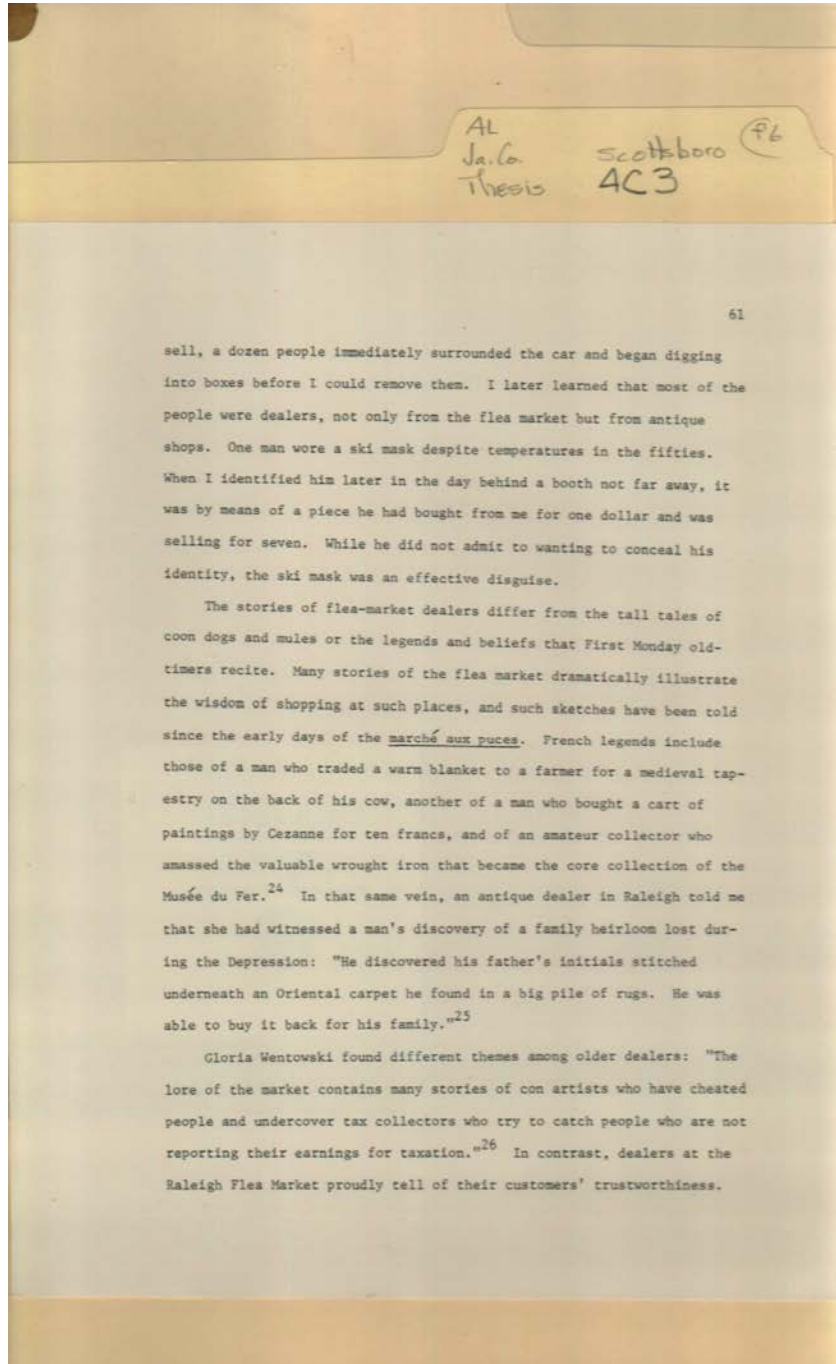 AL
Ja. Co. Scottsboro
Thesis 4C3
61
sell, a dozen people immediately surrounded the car and began digging
into boxes before I could remove them. I later learned that most of the
people were dealers, not only from the flea market but from antique
shops. One man wore a ski mask despite temperatures in the fifties.
When I identified him later in the day behind a booth not far away, it
was by means of a piece he had bought from me for one dollar and was
selling for seven. While he did not admit to wanting to conceal his
identity, the ski mask was an effective disguise.
The stories of flea-market dealers differ from the tall tales of
coon dogs and mules or the legends and beliefs that First Monday old-
timers recite. Many stories of the flea market dramatically illustrate
the wisdom of shopping at such places, and such sketches have been told
since the early days of the marché aux puces. French legends include
those of a man who traded a warm blanket to a farmer for a medieval tap-
estry on the back of his cow, another of a man who bought a cart of
paintings by Cezanne for ten francs, and of an amateur collector who
amassed the valuable wrought iron that became the core collection of the
Musée du Fer.24 In that same vein, an antique dealer in Raleigh told me
that she had witnessed a man's discovery of a family heirloom lost dur-
ing the Depression: "He discovered his father's initials stitched
underneath an Oriental carpet he found in a big pile of rugs. He was
able to buy it back for his family."25
Gloria Wentowski found different themes among older dealers: "The
lore of the market contains many stories of con artists who have cheated
people and undercover tax collectors who try to catch people who are not
reporting their earnings for taxation."26 In contrast, dealers at the
Raleigh Flea Market proudly tell of their customers' trustworthiness.